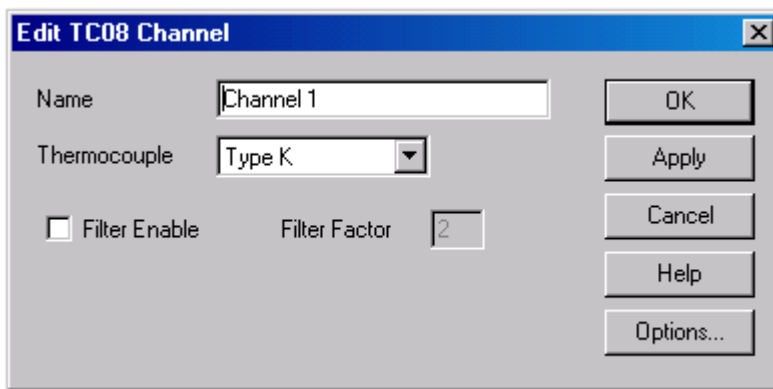 Edit TC08 Channel
Name
Channel 1
OK
Thermocouple
Type K
Apply
Filter Enable
Filter Factor
2
Cancel
Help
Options...